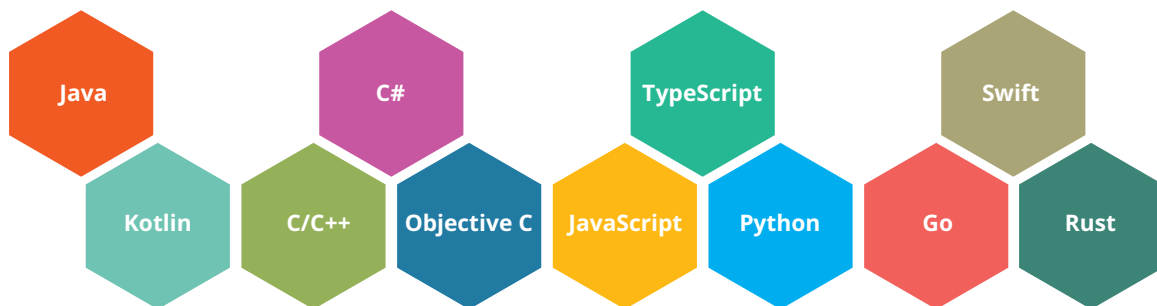 Java
C#
TypeScript
Swift
Kotlin
C/C++
Objective C
JavaScript
Python
Go
Rust